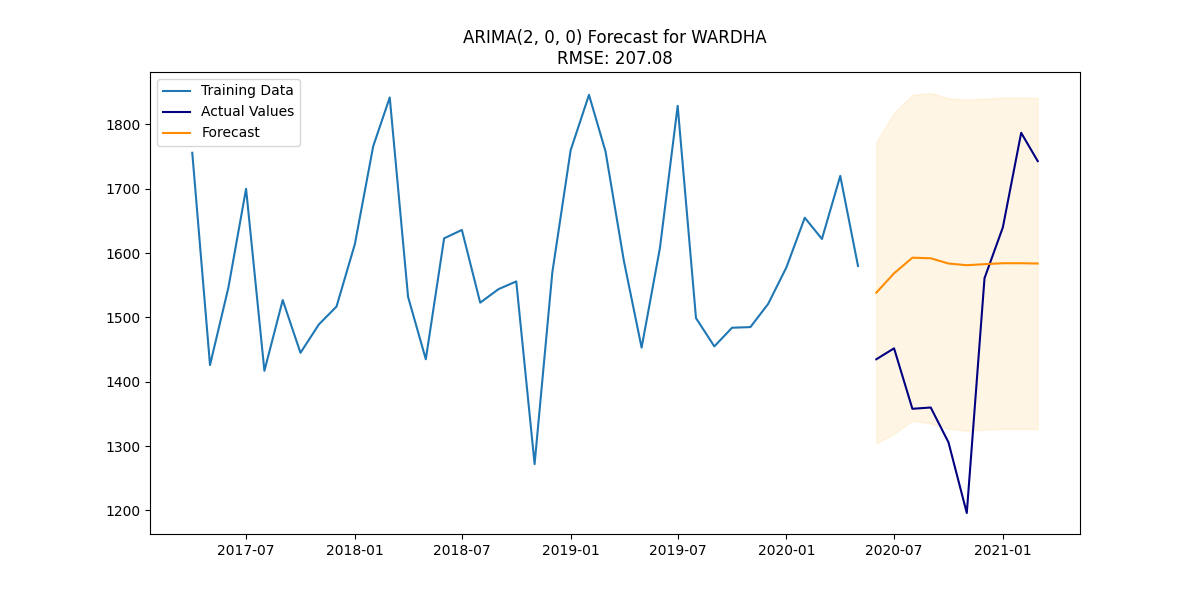 ARIMA(2, 0, 0) Forecast for WARDHA
RMSE: 207.08
Training Data
Actual Values
Forecast
1800
1700
1600
1500
1400
1300
1200
2017-07 2018-01 2018-07 2019-01 2019-07 2020-01 2020-07 2021-01